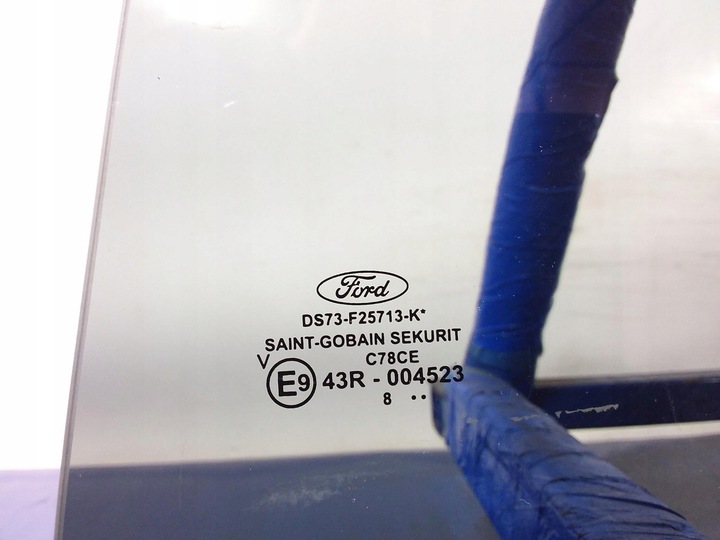 Ford
DS73-F25713-K*
SAINT-GOBAIN SEKURIT
C78CE
V
E9 43R - 004523
8 ..